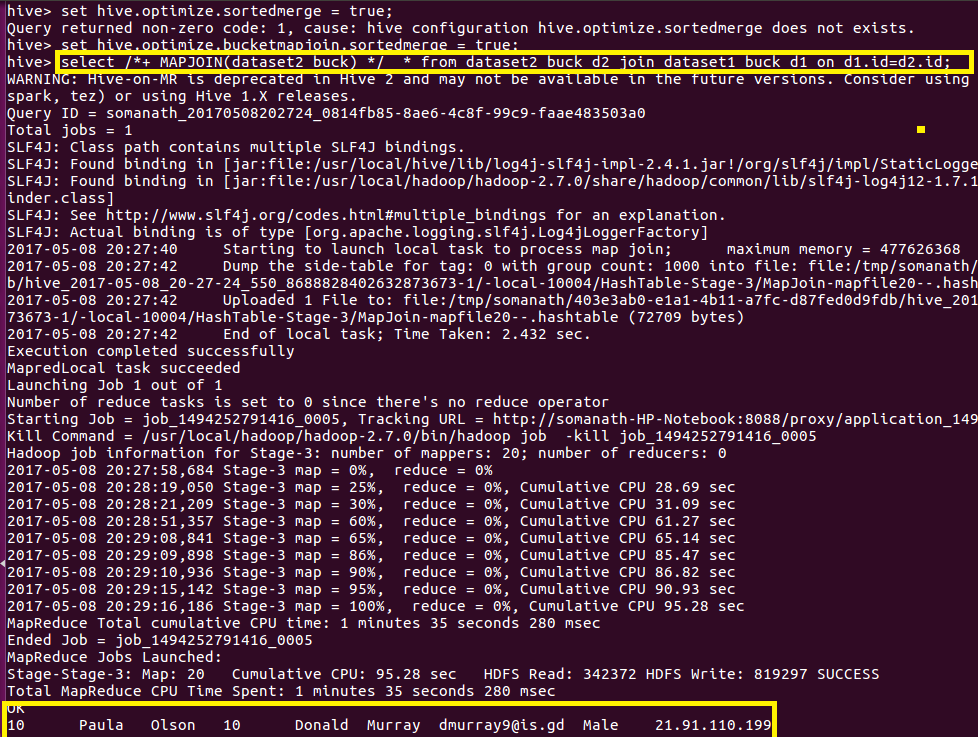 hive> set hive.optimize.sortedmerge = true;
Query returned non-zero code: 1, cause: hive configuration hive.optimize.sortedmerge does not exists.
hive> set hive.optimize.bucketmapjoin.sortedmerge = true;
hive> select /*+ MAPJOIN(dataset2_buck) */  * from dataset2_buck d2 join dataset1_buck d1 on d1.id=d2.id;
WARNING: Hive-on-MR is deprecated in Hive 2 and may not be available in the future versions. Consider using
spark, tez) or using Hive 1.X releases.
Query ID = somanath_20170508202724_0814fb85-8ae6-4c8f-99c9-faae483503a0
Total jobs = 1
SLF4J: Class path contains multiple SLF4J bindings.
SLF4J: Found binding in [jar:file:/usr/local/hive/lib/log4j-slf4j-impl-2.4.1.jar!/org/slf4j/impl/StaticLogge
SLF4J: Found binding in [jar:file:/usr/local/hadoop/hadoop-2.7.0/share/hadoop/common/lib/slf4j-log4j12-1.7.1
inder.class]
SLF4J: See http://www.slf4j.org/codes.html#multiple_bindings for an explanation.
SLF4J: Actual binding is of type [org.apache.logging.slf4j.Log4jLoggerFactory]
2017-05-08 20:27:40     Starting to launch local task to process map join;      maximum memory = 477626368
2017-05-08 20:27:42     Dump the side-table for tag: 0 with group count: 1000 into file: file:/tmp/somanath/
b/hive_2017-05-08_20-27-24_550_8688828402632873673-1/-local-10004/HashTable-Stage-3/MapJoin-mapfile20--.hash
2017-05-08 20:27:42     Uploaded 1 File to: file:/tmp/somanath/403e3ab0-e1a1-4b11-a7fc-d87fed0d9fdb/hive_201
73673-1/-local-10004/HashTable-Stage-3/MapJoin-mapfile20--.hashtable (72709 bytes)
2017-05-08 20:27:42     End of local task; Time Taken: 2.432 sec.
Execution completed successfully
MapredLocal task succeeded
Launching Job 1 out of 1
Number of reduce tasks is set to 0 since there's no reduce operator
Starting Job = job_1494252791416_0005, Tracking URL = http://somanath-HP-Notebook:8088/proxy/application_149
Kill Command = /usr/local/hadoop/hadoop-2.7.0/bin/hadoop job  -kill job_1494252791416_0005
Hadoop job information for Stage-3: number of mappers: 20; number of reducers: 0
2017-05-08 20:27:58,684 Stage-3 map = 0%,  reduce = 0%
2017-05-08 20:28:19,050 Stage-3 map = 25%,  reduce = 0%, Cumulative CPU 28.69 sec
2017-05-08 20:28:21,209 Stage-3 map = 30%,  reduce = 0%, Cumulative CPU 31.09 sec
2017-05-08 20:28:51,357 Stage-3 map = 60%,  reduce = 0%, Cumulative CPU 61.27 sec
2017-05-08 20:29:08,841 Stage-3 map = 65%,  reduce = 0%, Cumulative CPU 65.14 sec
2017-05-08 20:29:09,898 Stage-3 map = 86%,  reduce = 0%, Cumulative CPU 85.47 sec
2017-05-08 20:29:10,936 Stage-3 map = 90%,  reduce = 0%, Cumulative CPU 86.82 sec
2017-05-08 20:29:15,142 Stage-3 map = 95%,  reduce = 0%, Cumulative CPU 90.93 sec
2017-05-08 20:29:16,186 Stage-3 map = 100%,  reduce = 0%, Cumulative CPU 95.28 sec
MapReduce Total cumulative CPU time: 1 minutes 35 seconds 280 msec
Ended Job = job_1494252791416_0005
MapReduce Jobs Launched:
Stage-Stage-3: Map: 20   Cumulative CPU: 95.28 sec   HDFS Read: 342372 HDFS Write: 819297 SUCCESS
Total MapReduce CPU Time Spent: 1 minutes 35 seconds 280 msec
OK
10      Paula   Olson   10      Donald  Murray  dmurray9@is.gd  Male    21.91.110.199